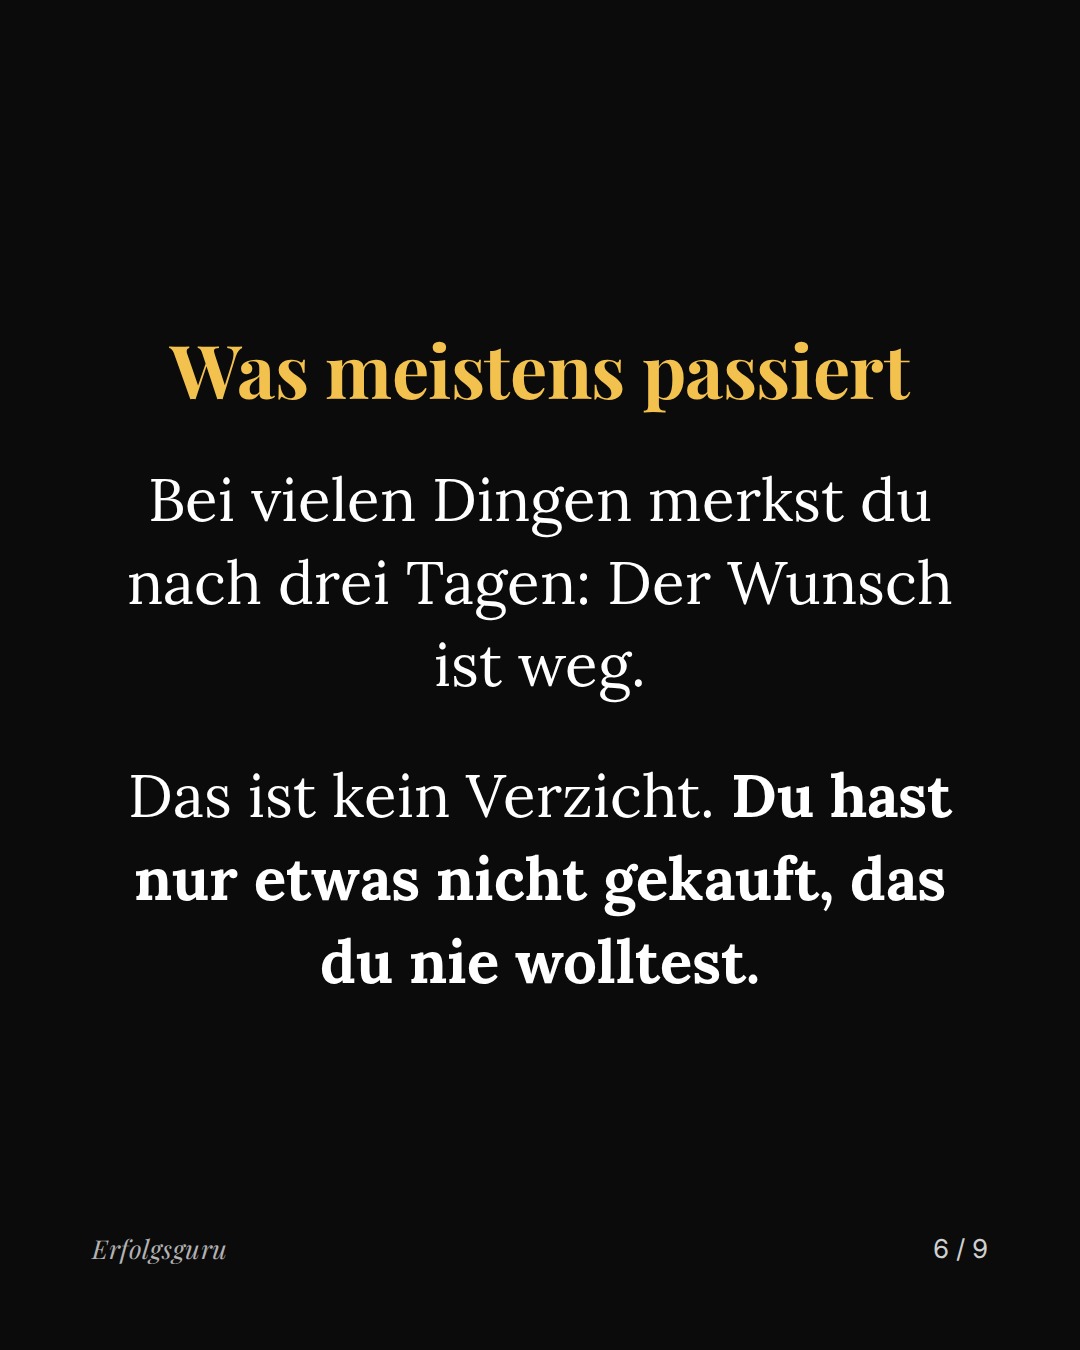 Was meistens passiert
Bei vielen Dingen merkst du
nach drei Tagen: Der Wunsch
ist weg.
Das ist kein Verzicht. Du hast
nur etwas nicht gekauft, das
du nie wolltest.
Erfolgsguru
6 / 9